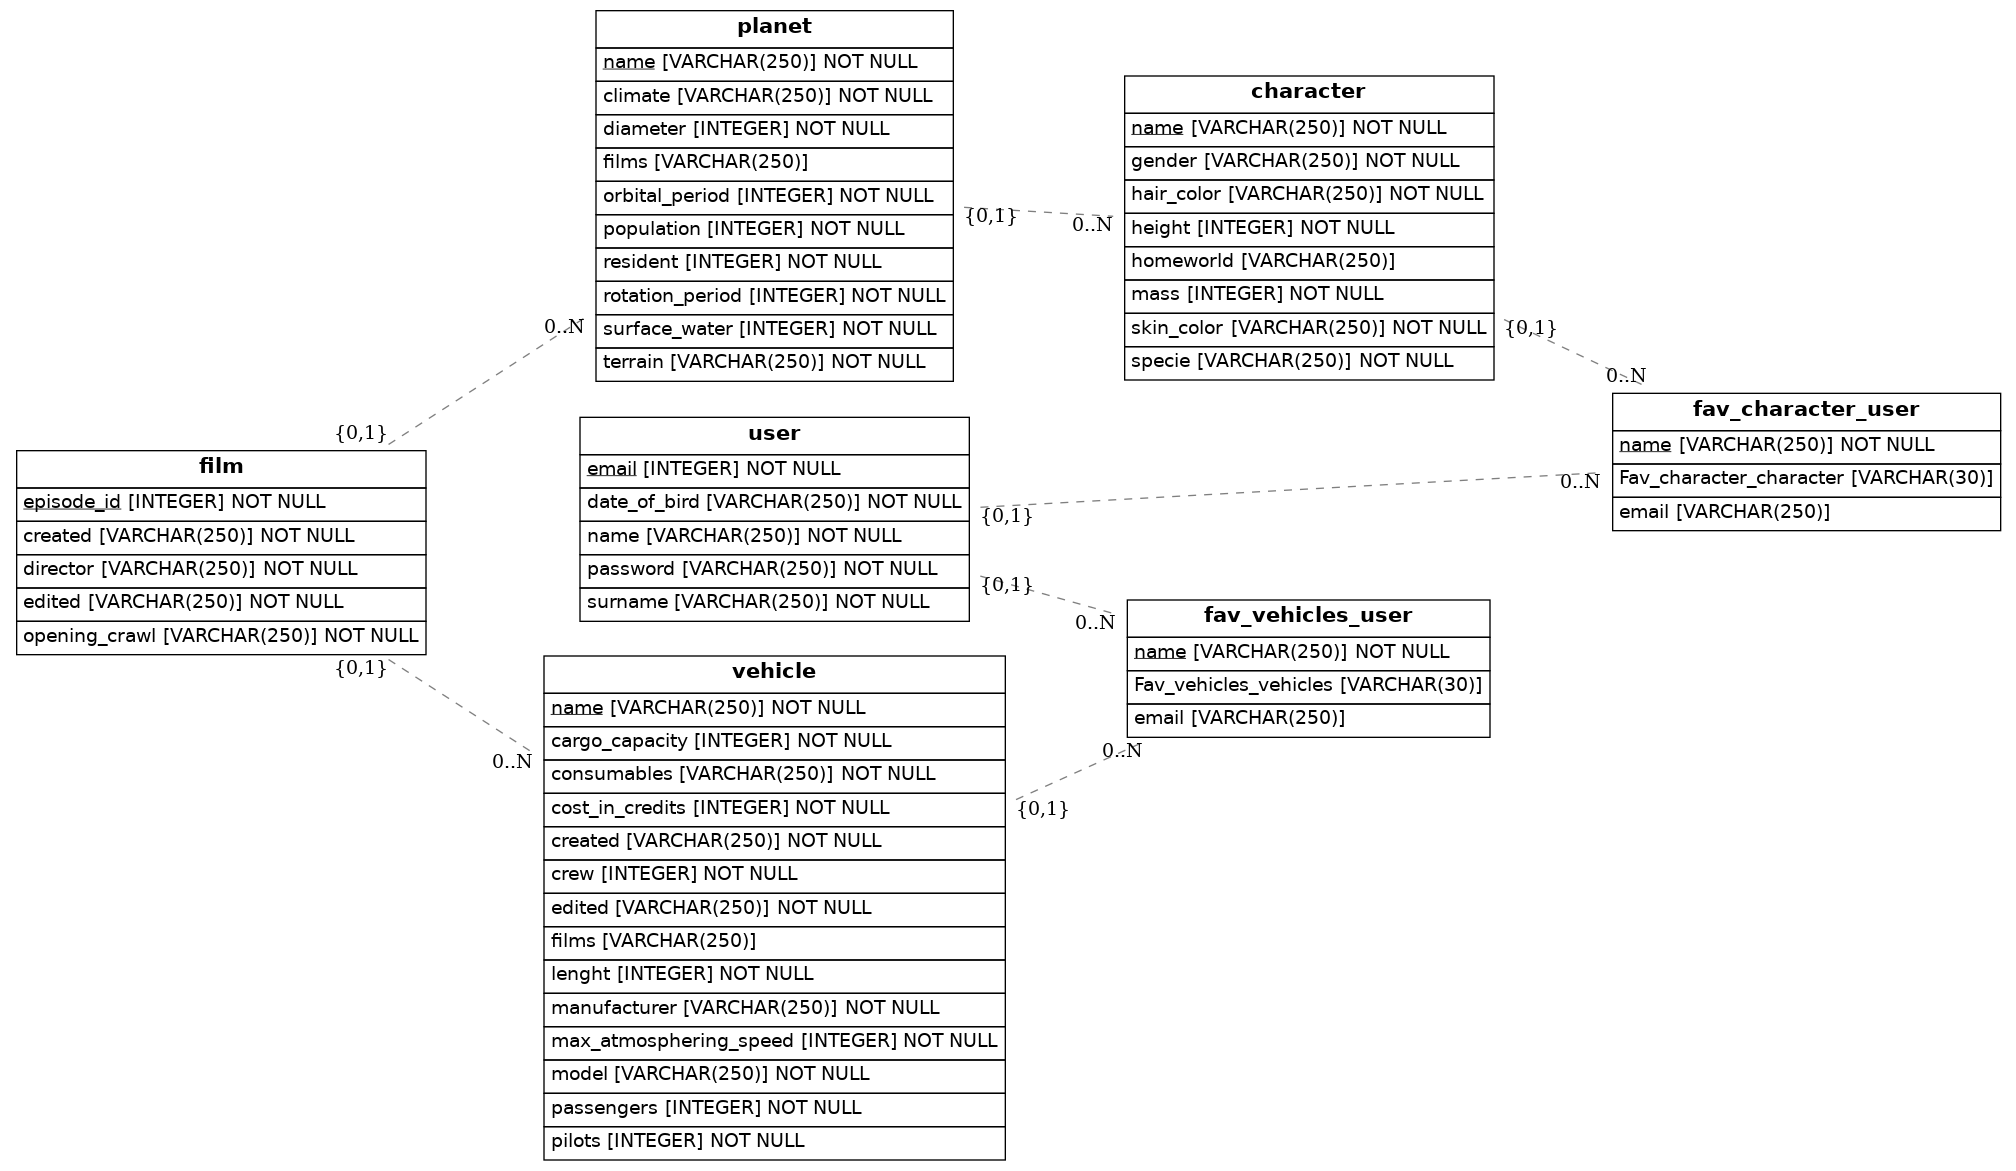 planet
name [VARCHAR(250)] NOT NULL
climate [VARCHAR(250)] NOT NULL
diameter [INTEGER] NOT NULL
films [VARCHAR(250)]
orbital_period [INTEGER] NOT NULL
population [INTEGER] NOT NULL
resident [INTEGER] NOT NULL
rotation_period [INTEGER] NOT NULL
surface_water [INTEGER] NOT NULL
terrain [VARCHAR(250)] NOT NULL
{0,1}
0..N
character
name [VARCHAR(250)] NOT NULL
gender [VARCHAR(250)] NOT NULL
hair_color [VARCHAR(250)] NOT NULL
height [INTEGER] NOT NULL
homeworld [VARCHAR(250)]
mass [INTEGER] NOT NULL
skin_color [VARCHAR(250)] NOT NULL
specie [VARCHAR(250)] NOT NULL
{0,1}
0..N
0..N
{0,1}
film
episode_id [INTEGER] NOT NULL
created [VARCHAR(250)] NOT NULL
director [VARCHAR(250)] NOT NULL
edited [VARCHAR(250)] NOT NULL
opening_crawl [VARCHAR(250)] NOT NULL
{0,1}
0..N
user
email [INTEGER] NOT NULL
date_of_bird [VARCHAR(250)] NOT NULL
name [VARCHAR(250)] NOT NULL
password [VARCHAR(250)] NOT NULL
surname [VARCHAR(250)] NOT NULL
{0,1}
0..N
{0,1}
0..N
fav_character_user
name [VARCHAR(250)] NOT NULL
Fav_character_character [VARCHAR(30)]
email [VARCHAR(250)]
fav_vehicles_user
name [VARCHAR(250)] NOT NULL
Fav_vehicles_vehicles [VARCHAR(30)]
email [VARCHAR(250)]
0..N
{0,1}
vehicle
name [VARCHAR(250)] NOT NULL
cargo_capacity [INTEGER] NOT NULL
consumables [VARCHAR(250)] NOT NULL
cost_in_credits [INTEGER] NOT NULL
created [VARCHAR(250)] NOT NULL
crew [INTEGER] NOT NULL
edited [VARCHAR(250)] NOT NULL
films [VARCHAR(250)]
lenght [INTEGER] NOT NULL
manufacturer [VARCHAR(250)] NOT NULL
max_atmosphering_speed [INTEGER] NOT NULL
model [VARCHAR(250)] NOT NULL
passengers [INTEGER] NOT NULL
pilots [INTEGER] NOT NULL